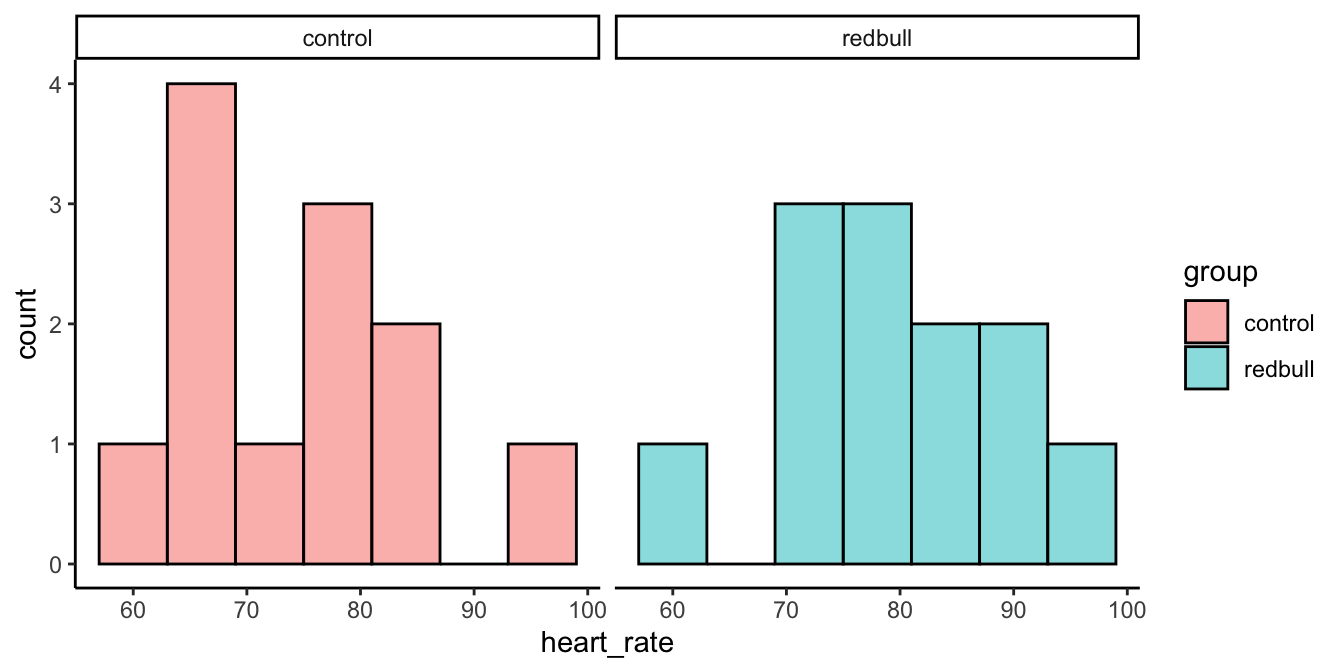 control
redbull
4
3
2
1
0
count
60 70 80 90 100
60 70 80 90 100
heart_rate
group
control
redbull